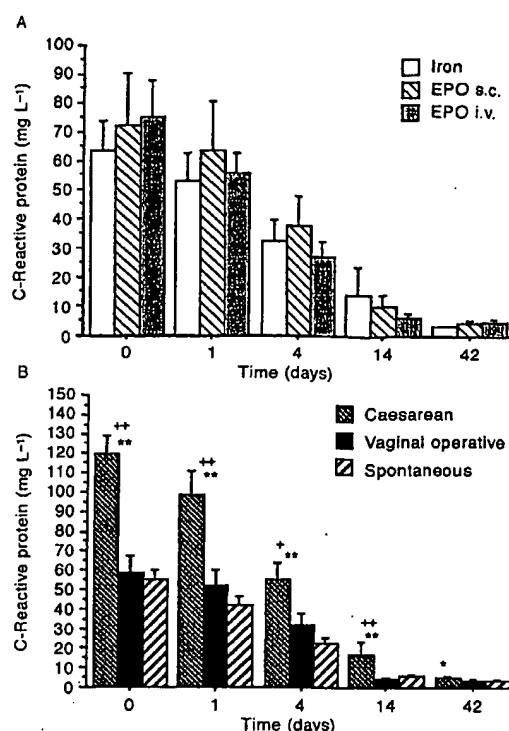 A
C-Reactive protein (mg L⁻¹)
100
90
80
70
60
50
40
30
20
10
0
Iron
EPO s.c.
EPO i.v.
0 1 4 14 42
Time (days)
B
C-Reactive protein (mg L⁻¹)
150
140
130
120
110
100
90
80
70
60
50
40
30
20
10
0
Caesarean
Vaginal operative
Spontaneous
++
**
++
**
+
**
++
**
*
0 1 4 14 42
Time (days)